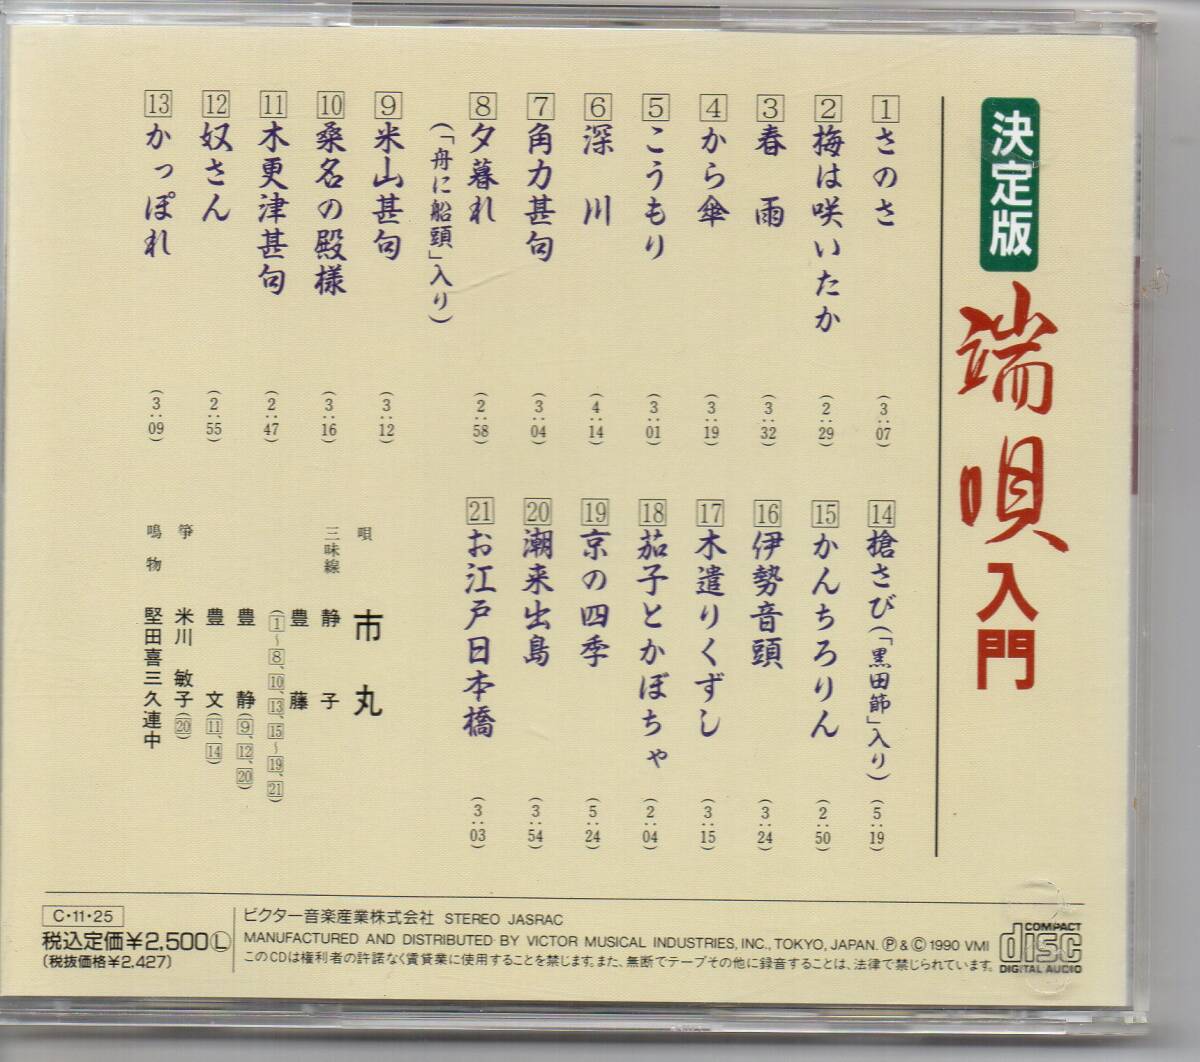 決定版
端唄入門
1 さのさ (3:07)
2 梅は咲いたか (2:29)
3 春雨 (3:32)
4 から傘 (3:19)
5 こうもり (3:01)
6 深川 (4:14)
7 角力甚句 (3:04)
8 夕暮れ (2:58)
(「舟に船頭」入り)
9 米山甚句 (3:12)
10 桑名の殿様 (3:16)
11 木更津甚句 (2:47)
12 奴さん (2:55)
13 かっぽれ (3:09)
14 槍さび(「黒田節」入り) (5:19)
15 かんちろりん (2:50)
16 伊勢音頭 (3:24)
17 木遣りくずし (3:15)
18 茄子とかぼちゃ (2:04)
19 京の四季 (5:24)
20 潮来出島 (3:54)
21 お江戸日本橋 (3:03)
唄 市丸
三味線 静子
豊藤
(1～8、10、13、15～19、21)
豊静(9、12、20)
豊文(11、14)
箏 米川敏子(20)
鳴物 堅田喜三久連中
C・11・25
税込定価¥2,500Ⓛ
(税抜価格¥2,427)
ビクター音楽産業株式会社 STEREO JASRAC
MANUFACTURED AND DISTRIBUTED BY VICTOR MUSICAL INDUSTRIES, INC., TOKYO, JAPAN. Ⓟ & Ⓒ 1990 VMI
このCDは権利者の許諾なく賃貸業に使用することを禁じます。また、無断でテープその他に録音することは、法律で禁じられています。
COMPACT
disc
DIGITAL AUDIO